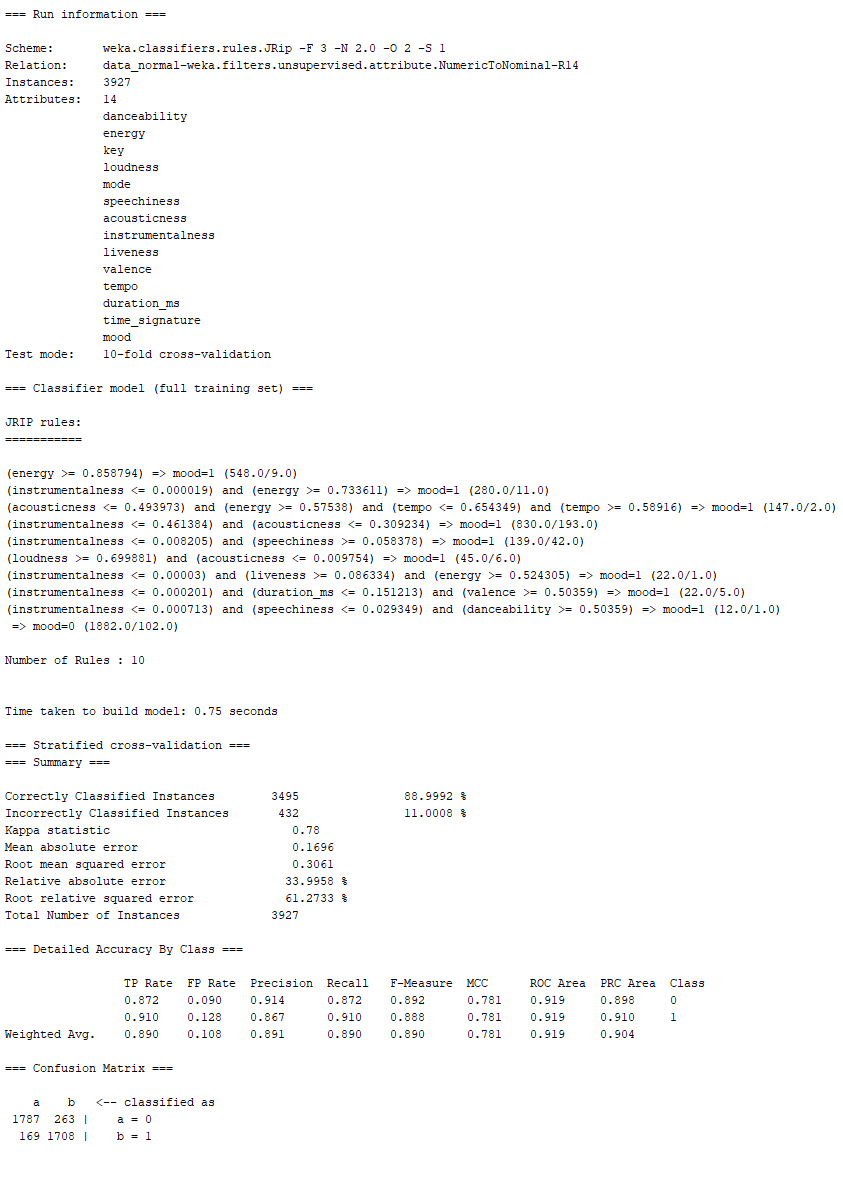 === Run information ===
Scheme: weka.classifiers.rules.JRip -F 3 -N 2.0 -O 2 -S 1
Relation: data_normal-weka.filters.unsupervised.attribute.NumericToNominal-R14
Instances: 3927
Attributes: 14
danceability
energy
key
loudness
mode
speechiness
acousticness
instrumentalness
liveness
valence
tempo
duration_ms
time_signature
mood
Test mode: 10-fold cross-validation
=== Classifier model (full training set) ===
JRIP rules:
===========
(energy >= 0.858794) => mood=1 (548.0/9.0)
(instrumentalness <= 0.000019) and (energy >= 0.733611) => mood=1 (280.0/11.0)
(acousticness <= 0.493973) and (energy >= 0.57538) and (tempo <= 0.654349) and (tempo >= 0.58916) => mood=1 (147.0/2.0)
(instrumentalness <= 0.461384) and (acousticness <= 0.309234) => mood=1 (830.0/193.0)
(instrumentalness <= 0.008205) and (speechiness >= 0.058378) => mood=1 (139.0/42.0)
(loudness >= 0.699881) and (acousticness <= 0.009754) => mood=1 (45.0/6.0)
(instrumentalness <= 0.00003) and (liveness >= 0.086334) and (energy >= 0.524305) => mood=1 (22.0/1.0)
(instrumentalness <= 0.000201) and (duration_ms <= 0.151213) and (valence >= 0.50359) => mood=1 (22.0/5.0)
(instrumentalness <= 0.000713) and (speechiness <= 0.029349) and (danceability >= 0.50359) => mood=1 (12.0/1.0)
=> mood=0 (1882.0/102.0)
Number of Rules : 10
Time taken to build model: 0.75 seconds
=== Stratified cross-validation ===
=== Summary ===
Correctly Classified Instances 3495 88.9992 %
Incorrectly Classified Instances 432 11.0008 %
Kappa statistic 0.78
Mean absolute error 0.1696
Root mean squared error 0.3061
Relative absolute error 33.9958 %
Root relative squared error 61.2733 %
Total Number of Instances 3927
=== Detailed Accuracy By Class ===
TP Rate FP Rate Precision Recall F-Measure MCC ROC Area PRC Area Class
0.872 0.090 0.914 0.872 0.892 0.781 0.919 0.898 0
0.910 0.128 0.867 0.910 0.888 0.781 0.919 0.910 1
Weighted Avg. 0.890 0.108 0.891 0.890 0.890 0.781 0.919 0.904
=== Confusion Matrix ===
a b <-- classified as
1787 263 | a = 0
169 1708 | b = 1